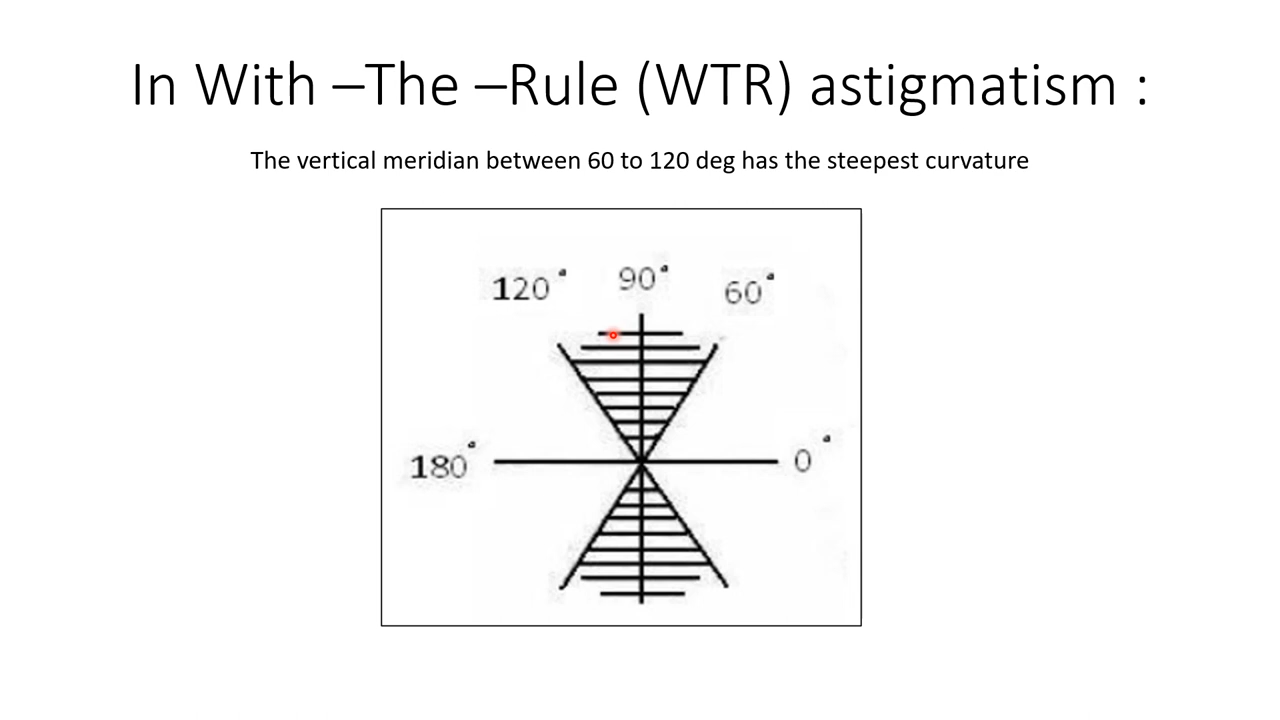 In With –The –Rule (WTR) astigmatism :
The vertical meridian between 60 to 120 deg has the steepest curvature
120° 90° 60°
180° 0°